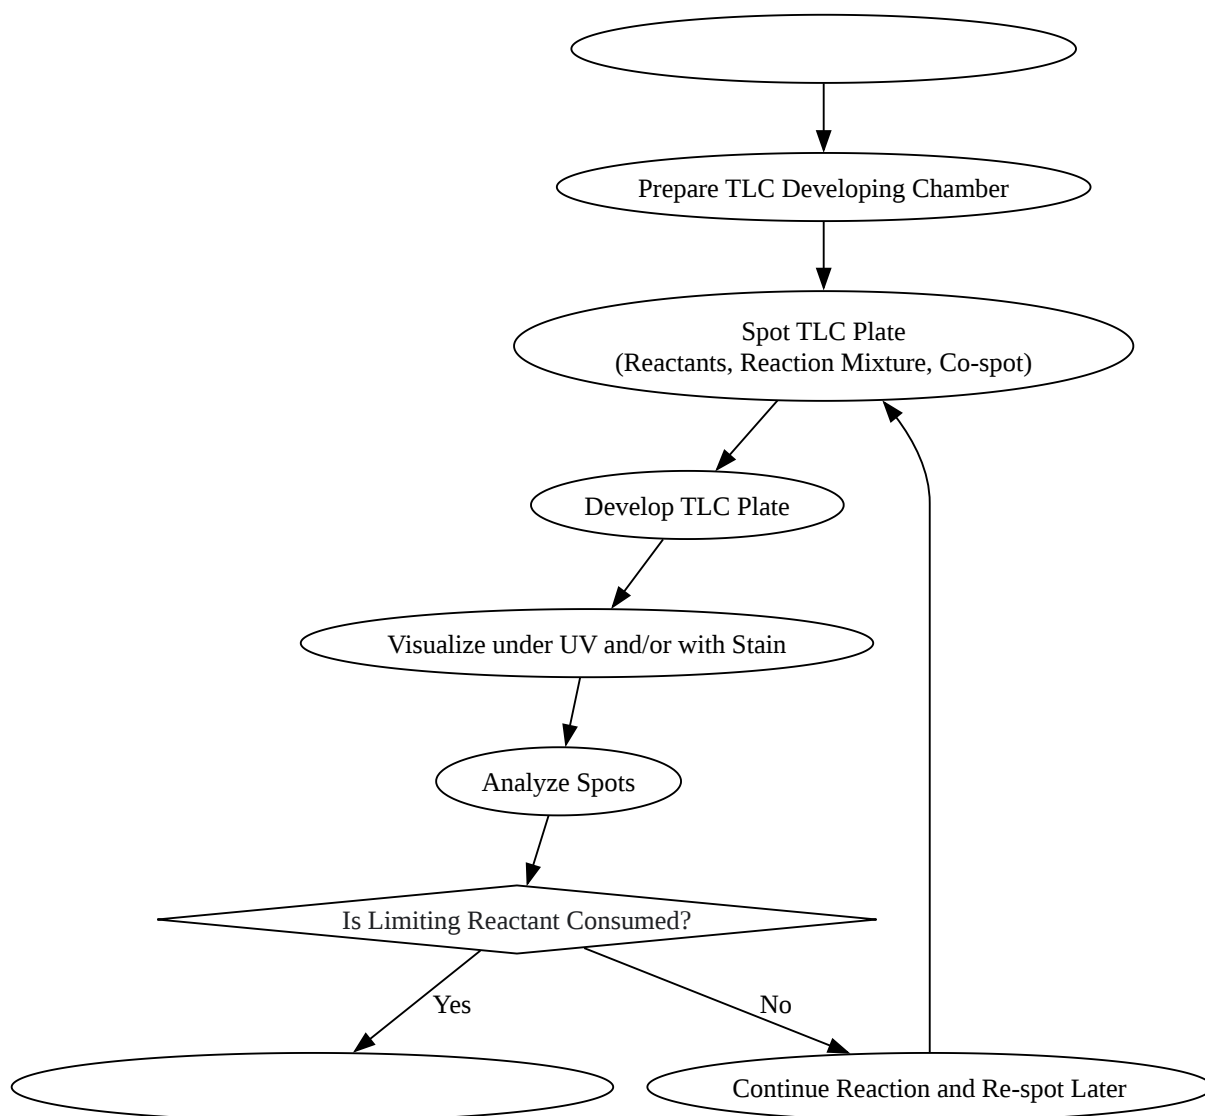 Prepare TLC Developing Chamber
Spot TLC Plate
(Reactants, Reaction Mixture, Co-spot)
Develop TLC Plate
Visualize under UV and/or with Stain
Analyze Spots
Is Limiting Reactant Consumed?
Yes
No
Continue Reaction and Re-spot Later